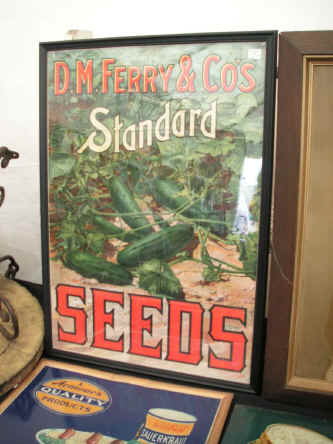 D.M. FERRY & CO'S
Standard
SEEDS
QUALITY
PRODUCTS
SAUERKRAUT